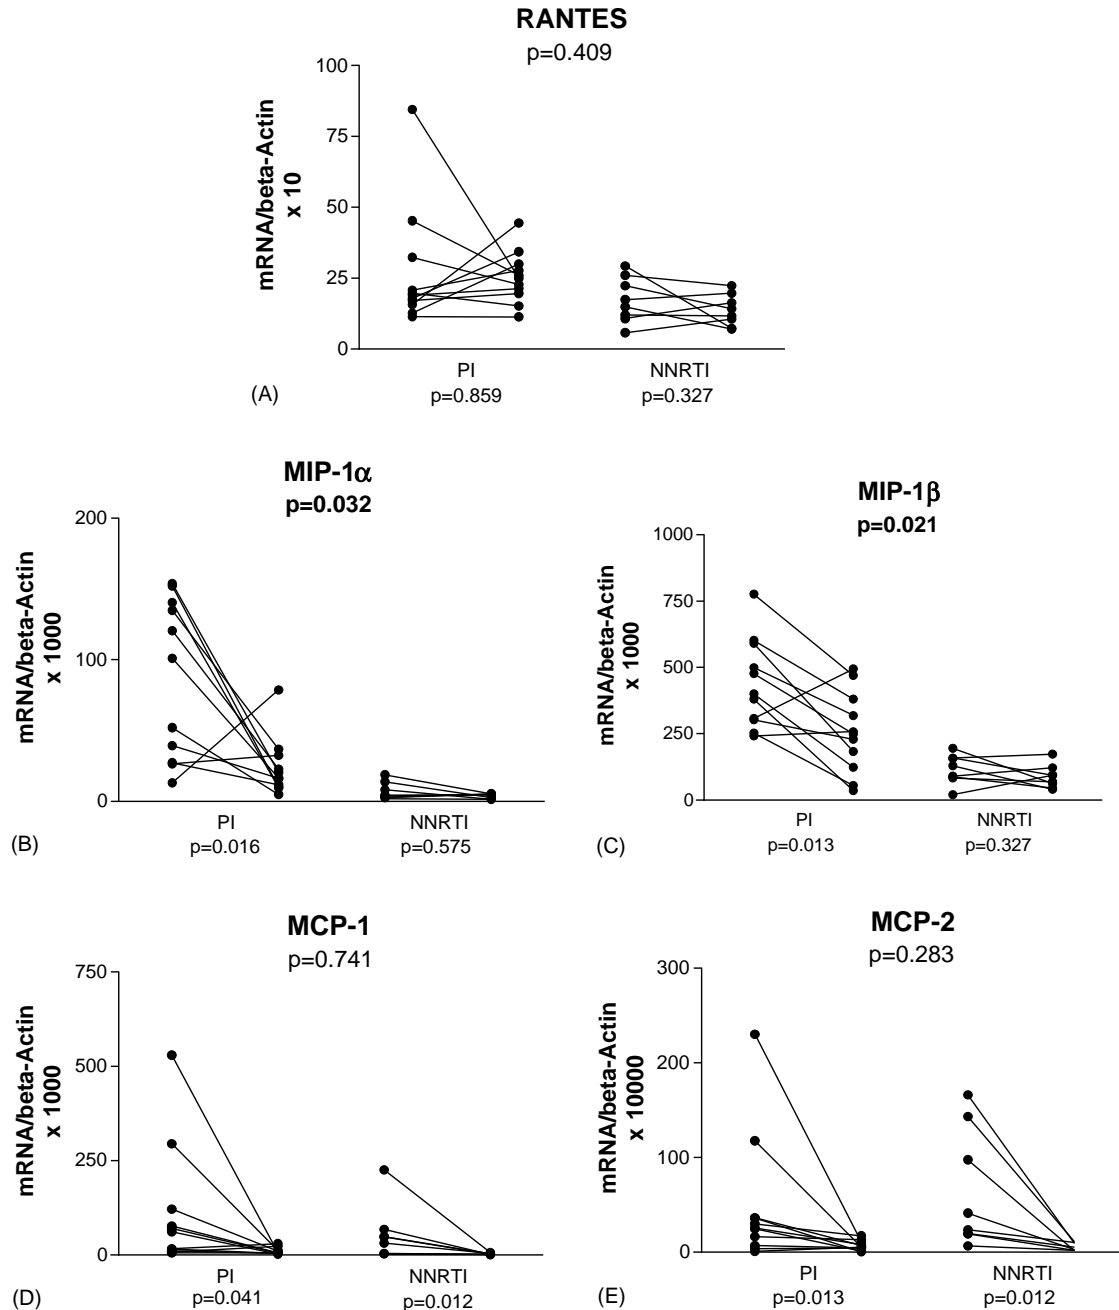 RANTES
p=0.409
mRNA/beta-Actin
x 10
100
75
50
25
0
PI
NNRTI
p=0.859
p=0.327
(A)
MIP-1α
p=0.032
mRNA/beta-Actin
x 1000
200
100
0
PI
NNRTI
p=0.016
p=0.575
(B)
MIP-1β
p=0.021
mRNA/beta-Actin
x 1000
1000
750
500
250
0
PI
NNRTI
p=0.013
p=0.327
(C)
MCP-1
p=0.741
mRNA/beta-Actin
x 1000
750
500
250
0
PI
NNRTI
p=0.041
p=0.012
(D)
MCP-2
p=0.283
mRNA/beta-Actin
x 10000
300
200
100
0
PI
NNRTI
p=0.013
p=0.012
(E)